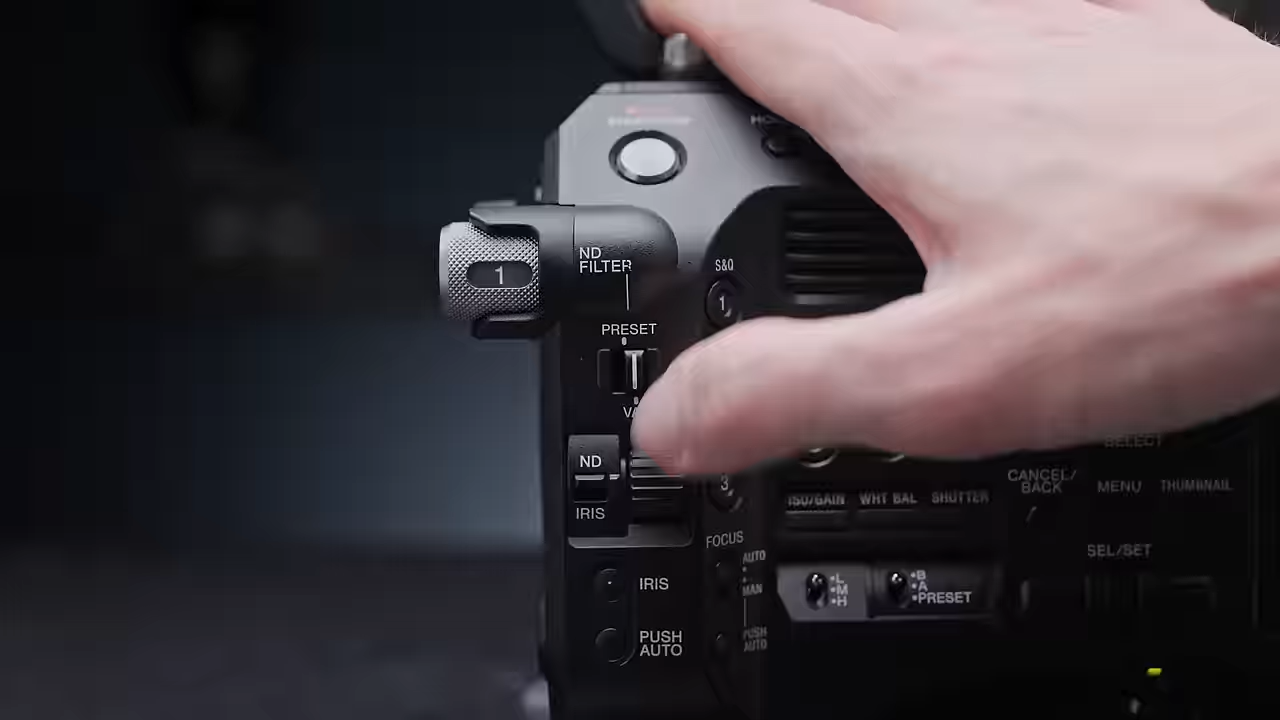 ND
FILTER
1
S&Q
1
PRESET
ND
IRIS
3
SELECT
CANCEL/
BACK
MENU
THUMBNAIL
ISO/GAIN
WHT BAL
SHUTTER
FOCUS
AUTO
MAN
PUSH
AUTO
SEL/SET
•L
•M
•H
•B
•A
•PRESET
IRIS
PUSH
AUTO